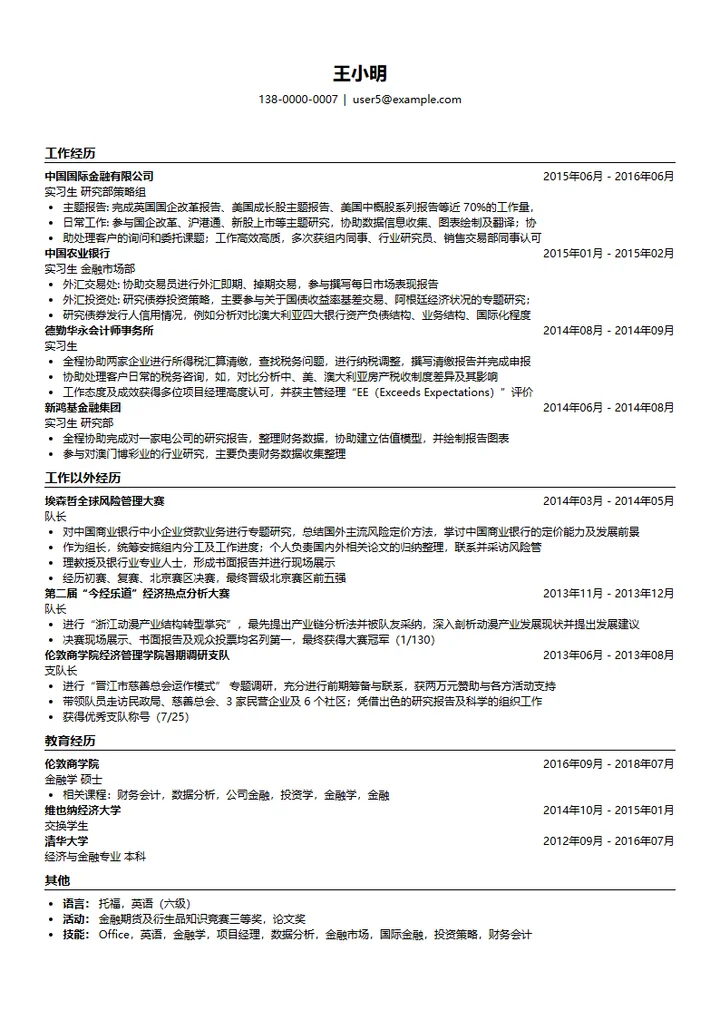 王小明
138-0000-0007 | user5@example.com
工作经历
中国国际金融有限公司 2015年06月 - 2016年06月
实习生 研究部策略组
• 主题报告: 完成英国国企改革报告、美国成长股主题报告、美国中概股系列报告等近 70%的工作量,
• 日常工作: 参与国企改革、沪港通、新股上市等主题研究，协助数据信息收集、图表绘制及翻译；协
• 助处理客户的询问和委托课题；工作高效高质，多次获组内同事、行业研究员、销售交易部同事认可
中国农业银行 2015年01月 - 2015年02月
实习生 金融市场部
• 外汇交易处: 协助交易员进行外汇即期、掉期交易，参与撰写每日市场表现报告
• 外汇投资处: 研究债券投资策略，主要参与关于国债收益率基差交易、阿根廷经济状况的专题研究；
• 研究债券发行人信用情况，例如分析对比澳大利亚四大银行资产负债结构、业务结构、国际化程度
德勤华永会计师事务所 2014年08月 - 2014年09月
实习生
• 全程协助两家企业进行所得税汇算清缴，查找税务问题，进行纳税调整，撰写清缴报告并完成申报
• 协助处理客户日常的税务咨询，如，对比分析中、美、澳大利亚房产税收制度差异及其影响
• 工作态度及成效获得多位项目经理高度认可，并获主管经理“EE（Exceeds Expectations）”评价
新鸿基金融集团 2014年06月 - 2014年08月
实习生 研究部
• 全程协助完成对一家电公司的研究报告，整理财务数据，协助建立估值模型，并绘制报告图表
• 参与对澳门博彩业的行业研究，主要负责财务数据收集整理
工作以外经历
埃森哲全球风险管理大赛 2014年03月 - 2014年05月
队长
• 对中国商业银行中小企业贷款业务进行专题研究，总结国外主流风险定价方法，掌讨中国商业银行的定价能力及发展前景
• 作为组长，统筹安掋组内分工及工作进度；个人负责国内外相关论文的归纳整理，联系并采访风险管
• 理教授及银行业专业人士，形成书面报告并进行现场展示
• 经历初赛、复赛、北京赛区决赛，最终晋级北京赛区前五强
第二届“今经乐道”经济热点分析大赛 2013年11月 - 2013年12月
队长
• 进行“浙江动漫产业结构转型掌究”，最先提出产业链分析法并被队友采纳，深入剖析动漫产业发展现状并提出发展建议
• 决赛现场展示、书面报告及观众投票均名列第一，最终获得大赛冠军（1/130）
伦敦商学院经济管理学院暑期调研支队 2013年06月 - 2013年08月
支队长
• 进行“晋江市慈善总会运作模式” 专题调研，充分进行前期筹备与联系，获两万元赞助与各方活动支持
• 带领队员走访民政局、慈善总会、3 家民营企业及 6 个社区；凭借出色的研究报告及科学的组织工作
• 获得优秀支队称号（7/25）
教育经历
伦敦商学院 2016年09月 - 2018年07月
金融学 硕士
• 相关课程：财务会计，数据分析，公司金融，投资学，金融学，金融
维也纳经济大学 2014年10月 - 2015年01月
交换学生
清华大学 2012年09月 - 2016年07月
经济与金融专业 本科
其他
• 语言： 托福，英语（六级）
• 活动： 金融期货及衍生品知识竞赛三等奖，论文奖
• 技能： Office，英语，金融学，项目经理，数据分析，金融市场，国际金融，投资策略，财务会计